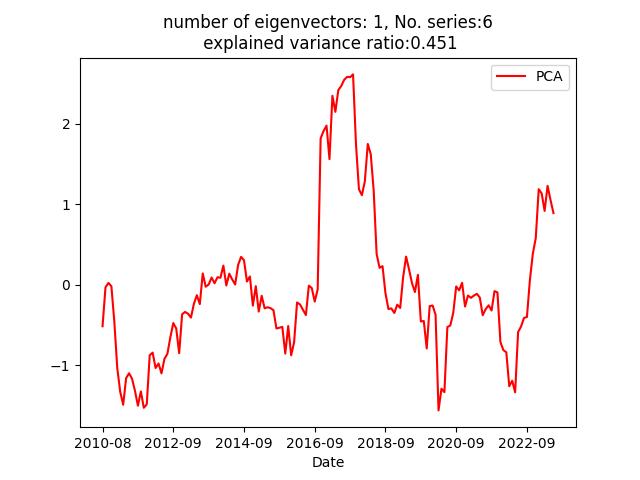 number of eigenvectors: 1, No. series:6
explained variance ratio:0.451
PCA
2
1
0
−1
2010-08 2012-09 2014-09 2016-09 2018-09 2020-09 2022-09
Date